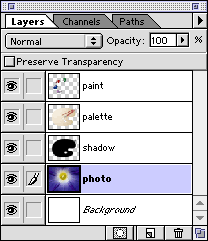 Layers Channels Paths
Normal Opacity: 100 %
Preserve Transparency
paint
palette
shadow
photo
Background